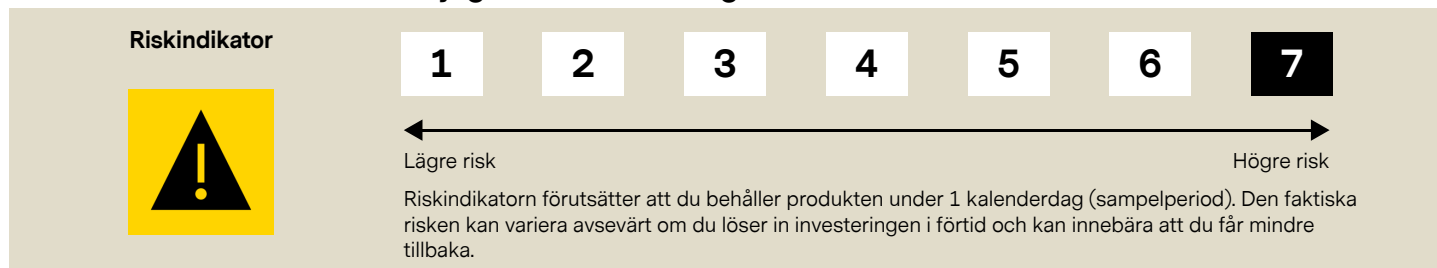 Riskindikator
1 2 3 4 5 6 7
Lägre risk Högre risk
Riskindikatorn förutsätter att du behåller produkten under 1 kalenderdag (sampelperiod). Den faktiska
risken kan variera avsevärt om du löser in investeringen i förtid och kan innebära att du får mindre
tillbaka.